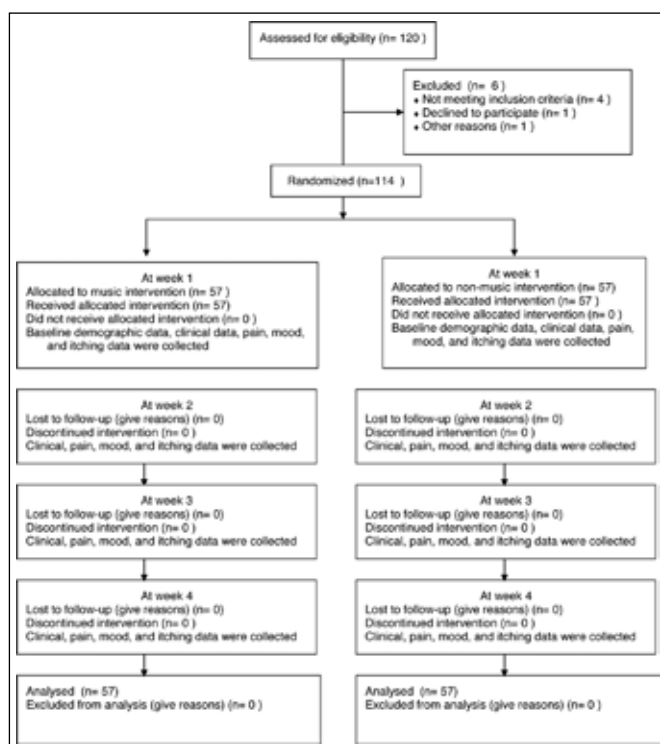 Assessed for eligibility (n= 120 )
Excluded (n= 6)
♦ Not meeting inclusion criteria (n= 4 )
♦ Declined to participate (n= 1 )
♦ Other reasons (n= 1 )
Randomized (n=114 )
At week 1
Allocated to music intervention (n= 57 )
Received allocated intervention (n= 57)
Did not receive allocated intervention (n= 0 )
Baseline demographic data, clinical data, pain, mood,
and itching data were collected
At week 1
Allocated to non-music intervention (n= 57)
Received allocated intervention (n= 57 )
Did not receive allocated intervention (n= 0 )
Baseline demographic data, clinical data, pain,
mood, and itching data were collected
At week 2
Lost to follow-up (give reasons) (n= 0)
Discontinued intervention (n= 0 )
Clinical, pain, mood, and itching data were collected
At week 2
Lost to follow-up (give reasons) (n= 0)
Discontinued intervention (n= 0 )
Clinical, pain, mood, and itching data were collected
At week 3
Lost to follow-up (give reasons) (n= 0)
Discontinued intervention (n= 0 )
Clinical, pain, mood, and itching data were collected
At week 3
Lost to follow-up (give reasons) (n= 0)
Discontinued intervention (n= 0 )
Clinical, pain, mood, and itching data were collected
At week 4
Lost to follow-up (give reasons) (n= 0)
Discontinued intervention (n= 0 )
Clinical, pain, mood, and itching data were collected
At week 4
Lost to follow-up (give reasons) (n= 0)
Discontinued intervention (n= 0 )
Clinical, pain, mood, and itching data were collected
Analysed (n= 57)
Excluded from analysis (give reasons) (n= 0 )
Analysed (n= 57)
Excluded from analysis (give reasons) (n= 0 )